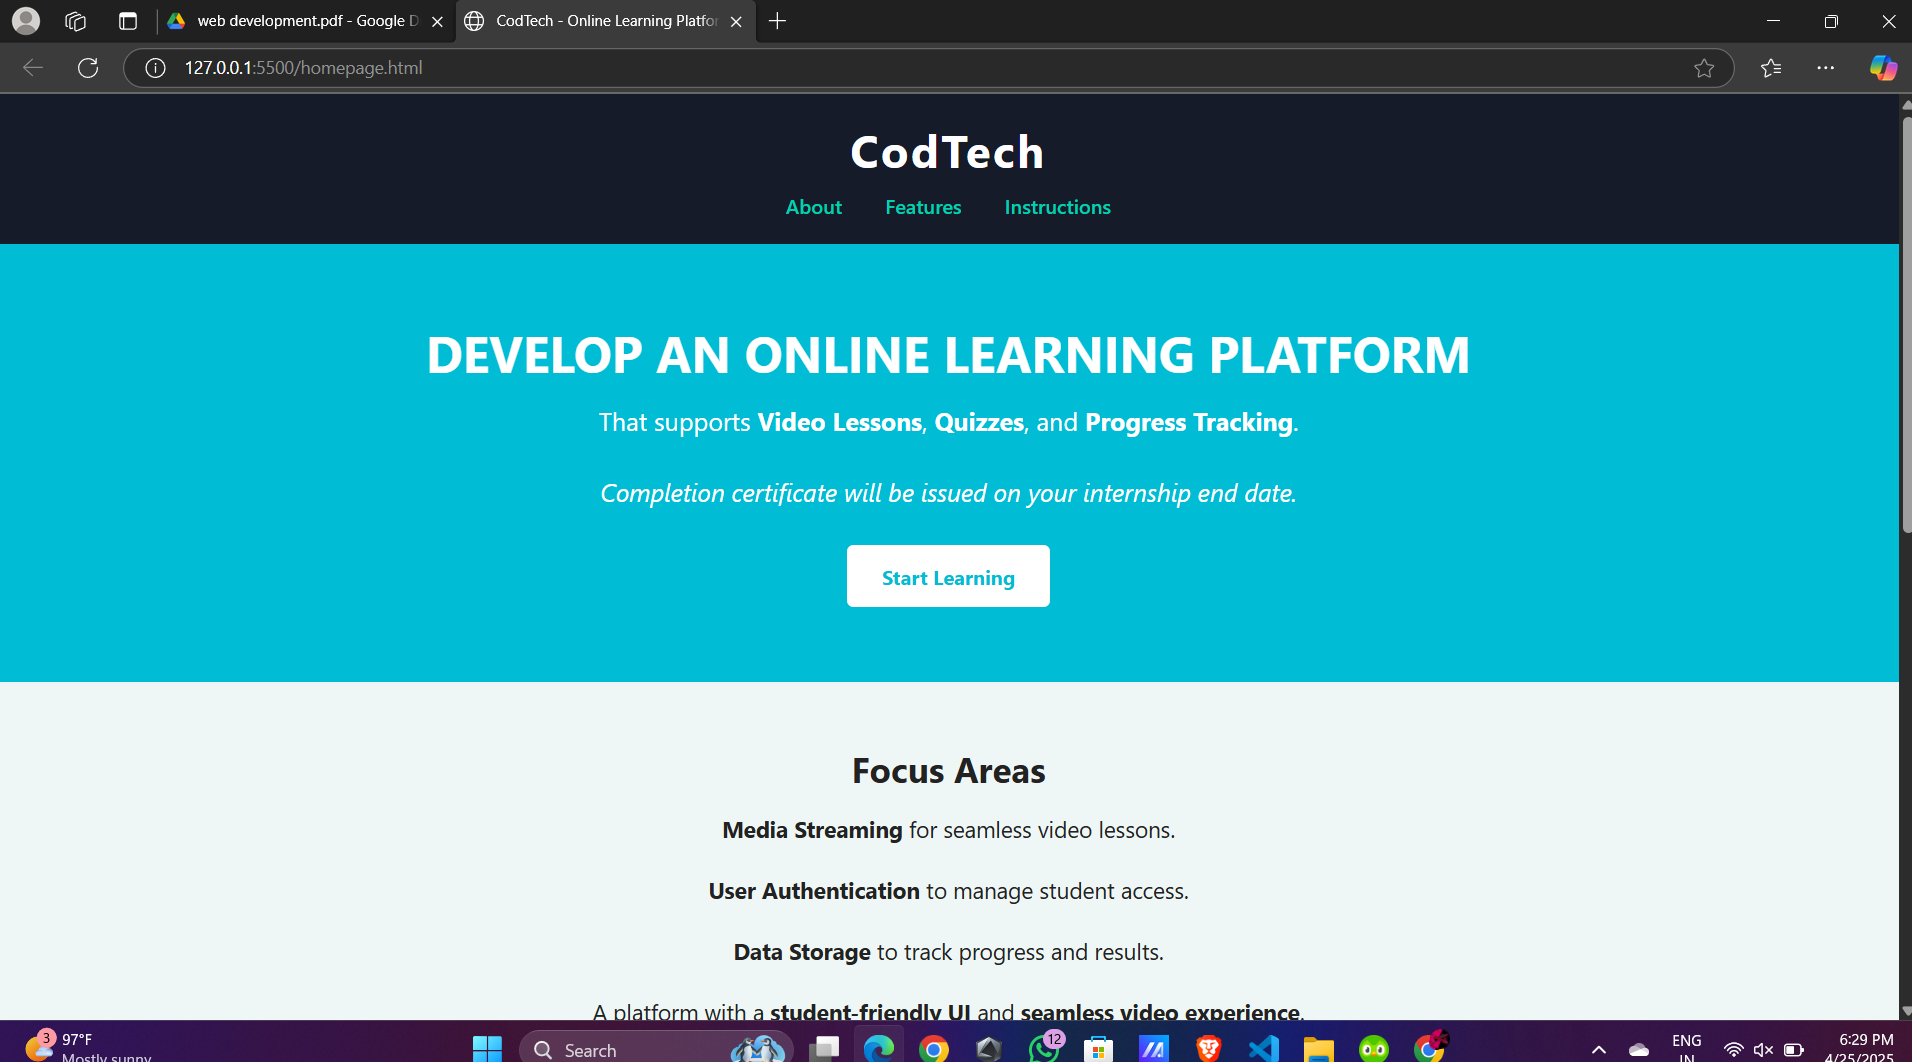 web development.pdf - Google D
CodTech - Online Learning Platfor
127.0.0.1:5500/homepage.html
CodTech
About Features Instructions
DEVELOP AN ONLINE LEARNING PLATFORM
That supports Video Lessons, Quizzes, and Progress Tracking.
Completion certificate will be issued on your internship end date.
Start Learning
Focus Areas
Media Streaming for seamless video lessons.
User Authentication to manage student access.
Data Storage to track progress and results.
A platform with a student-friendly UI and seamless video experience.
3
97°F
Mostly sunny
Search
12
ENG
IN
6:29 PM
4/25/2025